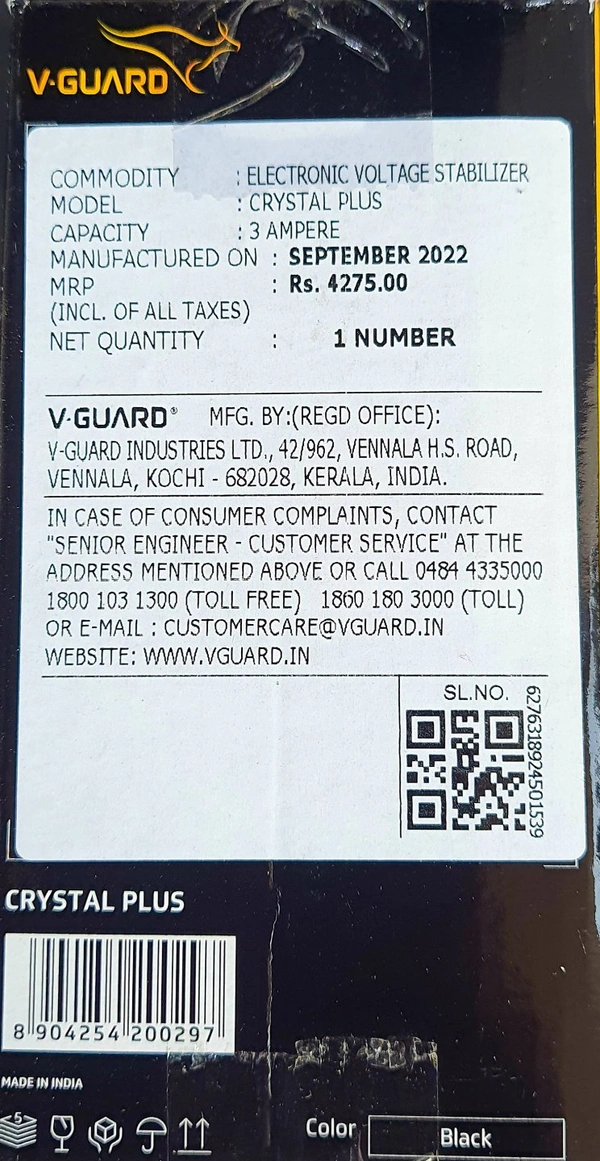 V-GUARD
COMMODITY : ELECTRONIC VOLTAGE STABILIZER
MODEL : CRYSTAL PLUS
CAPACITY : 3 AMPERE
MANUFACTURED ON : SEPTEMBER 2022
MRP : Rs. 4275.00
(INCL. OF ALL TAXES)
NET QUANTITY : 1 NUMBER
V-GUARD® MFG. BY:(REGD OFFICE):
V-GUARD INDUSTRIES LTD., 42/962, VENNALA H.S. ROAD,
VENNALA, KOCHI - 682028, KERALA, INDIA.
IN CASE OF CONSUMER COMPLAINTS, CONTACT
"SENIOR ENGINEER - CUSTOMER SERVICE" AT THE
ADDRESS MENTIONED ABOVE OR CALL 0484 4335000
1800 103 1300 (TOLL FREE) 1860 180 3000 (TOLL)
OR E-MAIL : CUSTOMERCARE@VGUARD.IN
WEBSITE: WWW.VGUARD.IN
SL.NO.
6276318924501539
CRYSTAL PLUS
8 904254 200297
MADE IN INDIA
5
Color Black